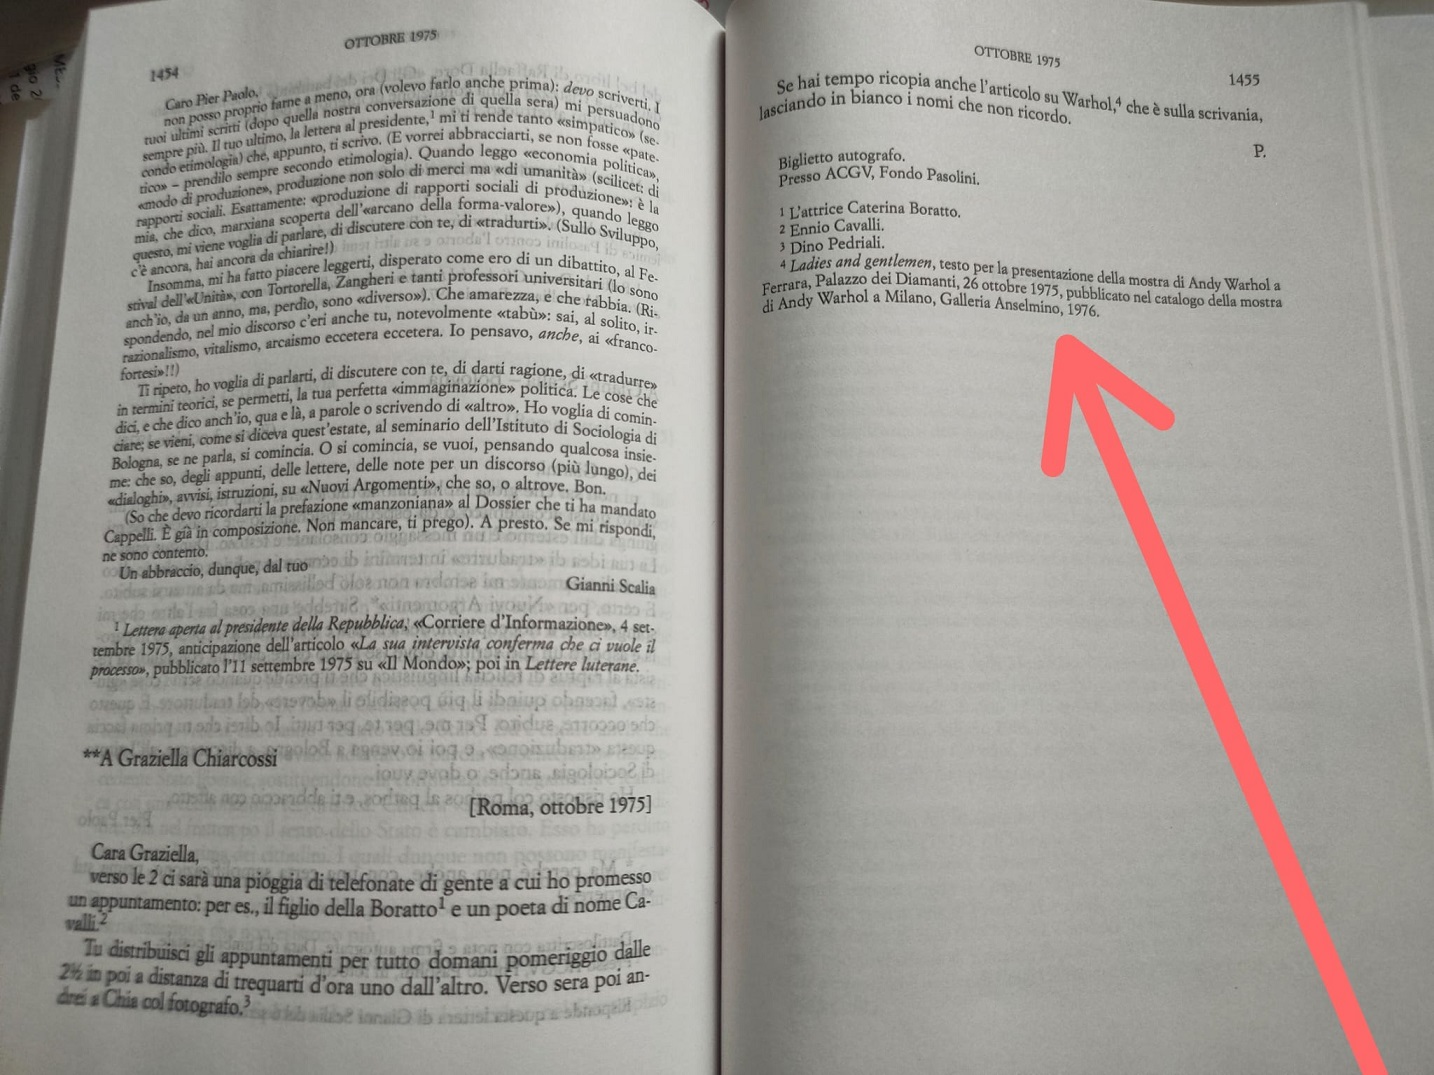 OTTOBRE 1975
1454
Caro Pier Paolo,
non posso proprio farne a meno, ora (volevo farlo anche prima): devo scriverti. I
tuoi ultimi scritti (dopo quella nostra conversazione di quella sera) mi persuadono
sempre più. Il tuo ultimo, la lettera al presidente,¹ mi ti rende tanto «simpatico» (se-
condo etimologia) che, appunto, ti scrivo. (E vorrei abbracciarti, se non fosse «pate-
tico» – prendilo sempre secondo etimologia). Quando leggo «economia politica»,
«modo di produzione», produzione non solo di merci ma «di umanità» (scilicet: di
rapporti sociali. Esattamente: «produzione di rapporti sociali di produzione»: è la
mia, che dico, marxiana scoperta dell'«arcano della forma-valore»), quando leggo
questo, mi viene voglia di parlare, di discutere con te, di «tradurti». (Sullo Sviluppo,
c'è ancora, hai ancora da chiarire!)
Insomma, mi ha fatto piacere leggerti, disperato come ero di un dibattito, al Fe-
stival dell'«Unità», con Tortorella, Zangheri e tanti professori universitari (lo sono
anch'io, da un anno, ma, perdìo, sono «diverso»). Che amarezza, e che rabbia. (Ri-
spondendo, nel mio discorso c'eri anche tu, notevolmente «tabù»: sai, al solito, ir-
razionalismo, vitalismo, arcaismo eccetera eccetera. Io pensavo, anche, ai «franco-
fortesi»!!)
Ti ripeto, ho voglia di parlarti, di discutere con te, di darti ragione, di «tradurre»
in termini teorici, se permetti, la tua perfetta «immaginazione» politica. Le cose che
dici, e che dico anch'io, qua e là, a parole o scrivendo di «altro». Ho voglia di comin-
ciare; se vieni, come si diceva quest'estate, al seminario dell'Istituto di Sociologia di
Bologna, se ne parla, si comincia. O si comincia, se vuoi, pensando qualcosa insie-
me: che so, degli appunti, delle lettere, delle note per un discorso (più lungo), dei
«dialoghi», avvisi, istruzioni, su «Nuovi Argomenti», che so, o altrove. Bon.
(So che devo ricordarti la prefazione «manzoniana» al Dossier che ti ha mandato
Cappelli. È già in composizione. Non mancare, ti prego). A presto. Se mi rispondi,
ne sono contento.
Un abbraccio, dunque, dal tuo
Gianni Scalia
¹ Lettera aperta al presidente della Repubblica, «Corriere d'Informazione», 4 set-
tembre 1975, anticipazione dell'articolo «La sua intervista conferma che ci vuole il
processo», pubblicato l'11 settembre 1975 su «Il Mondo»; poi in Lettere luterane.
**A Graziella Chiarcossi
[Roma, ottobre 1975]
Cara Graziella,
verso le 2 ci sarà una pioggia di telefonate di gente a cui ho promesso
un appuntamento: per es., il figlio della Boratto¹ e un poeta di nome Ca-
valli.²
Tu distribuisci gli appuntamenti per tutto domani pomeriggio dalle
2½ in poi a distanza di trequarti d'ora uno dall'altro. Verso sera poi an-
drei a Chia col fotografo.³
OTTOBRE 1975
1455
Se hai tempo ricopia anche l'articolo su Warhol,⁴ che è sulla scrivania,
lasciando in bianco i nomi che non ricordo.
P.
Biglietto autografo.
Presso ACGV, Fondo Pasolini.
¹ L'attrice Caterina Boratto.
² Ennio Cavalli.
³ Dino Pedriali.
⁴ Ladies and gentlemen, testo per la presentazione della mostra di Andy Warhol a
Ferrara, Palazzo dei Diamanti, 26 ottobre 1975, pubblicato nel catalogo della mostra
di Andy Warhol a Milano, Galleria Anselmino, 1976.